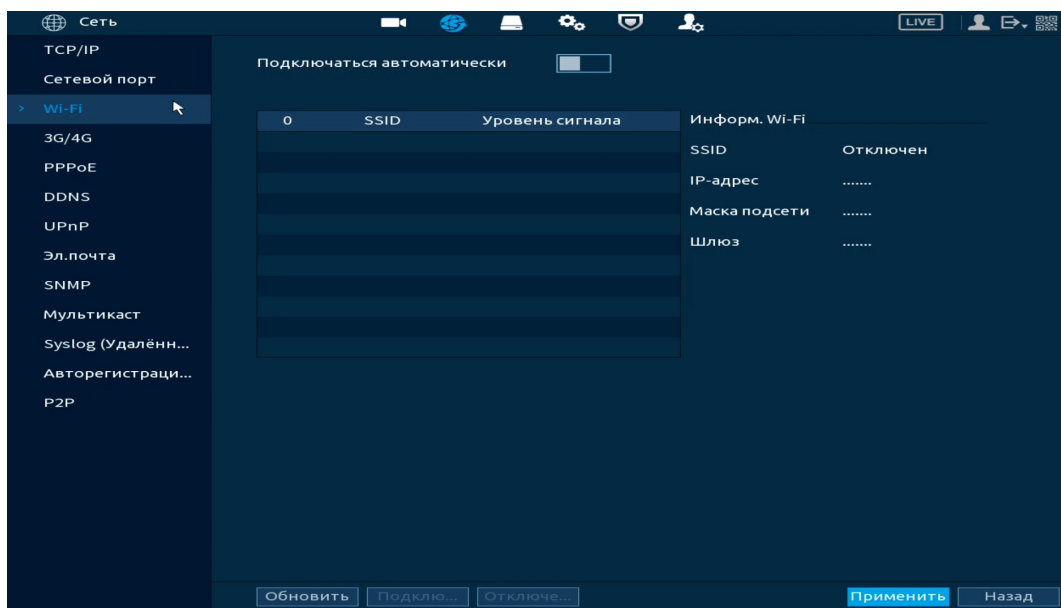 Сеть
LIVE
TCP/IP
Сетевой порт
Wi-Fi
3G/4G
PPPoE
DDNS
UPnP
Эл.почта
SNMP
Мультикаст
Syslog (Удалённ...
Авторегистраци...
P2P
Подключаться автоматически
0 SSID Уровень сигнала
Информ. Wi-Fi
SSID Отключен
IP-адрес .......
Маска подсети .......
Шлюз .......
Обновить Подклю... Отключе... Применить Назад